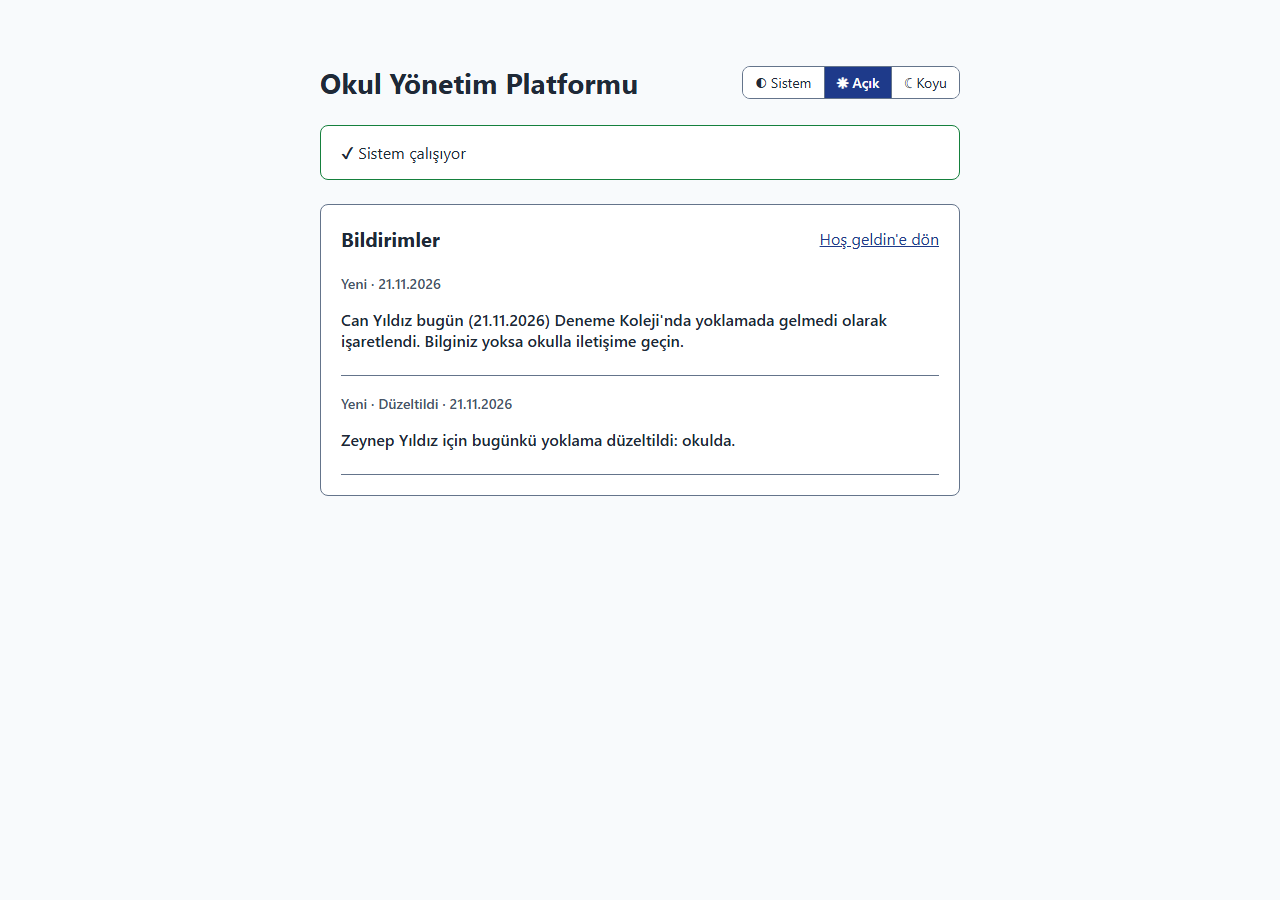 Okul Yönetim Platformu
◐ Sistem ☀ Açık ☾ Koyu
✓ Sistem çalışıyor
Bildirimler
Hoş geldin'e dön
Yeni · 21.11.2026
Can Yıldız bugün (21.11.2026) Deneme Koleji'nda yoklamada gelmedi olarak
işaretlendi. Bilginiz yoksa okulla iletişime geçin.
Yeni · Düzeltildi · 21.11.2026
Zeynep Yıldız için bugünkü yoklama düzeltildi: okulda.